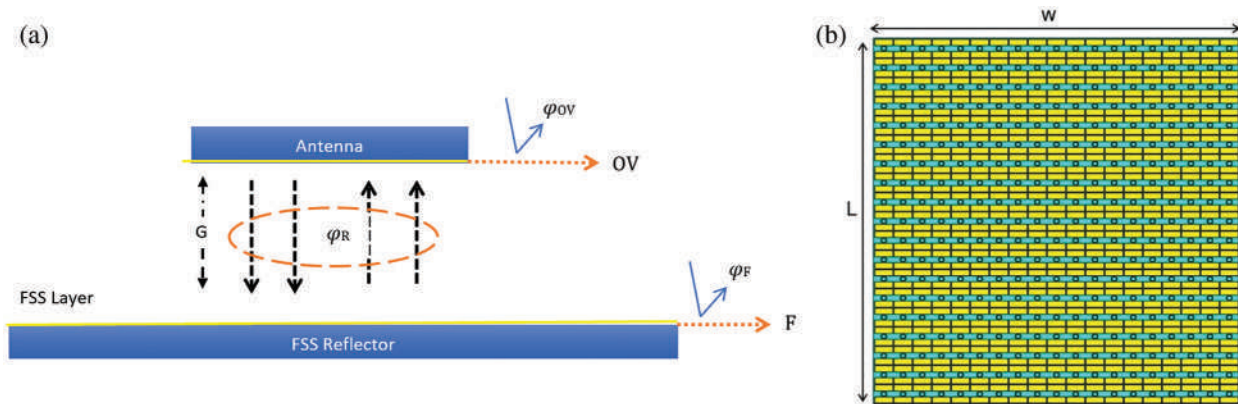 (a)
Antenna
φOV
OV
G
φR
FSS Layer
φF
F
FSS Reflector
W
(b)
L